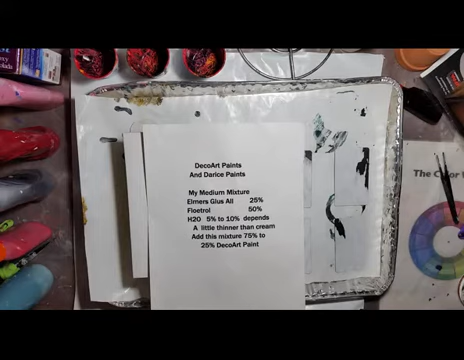 DecoArt Paints
And Darice Paints
My Medium Mixture
Elmers Glus All 25%
Floetrol 50%
H2O 5% to 10% depends
A little thinner than cream
Add this mixture 75% to
25% DecoArt Paint
The Color